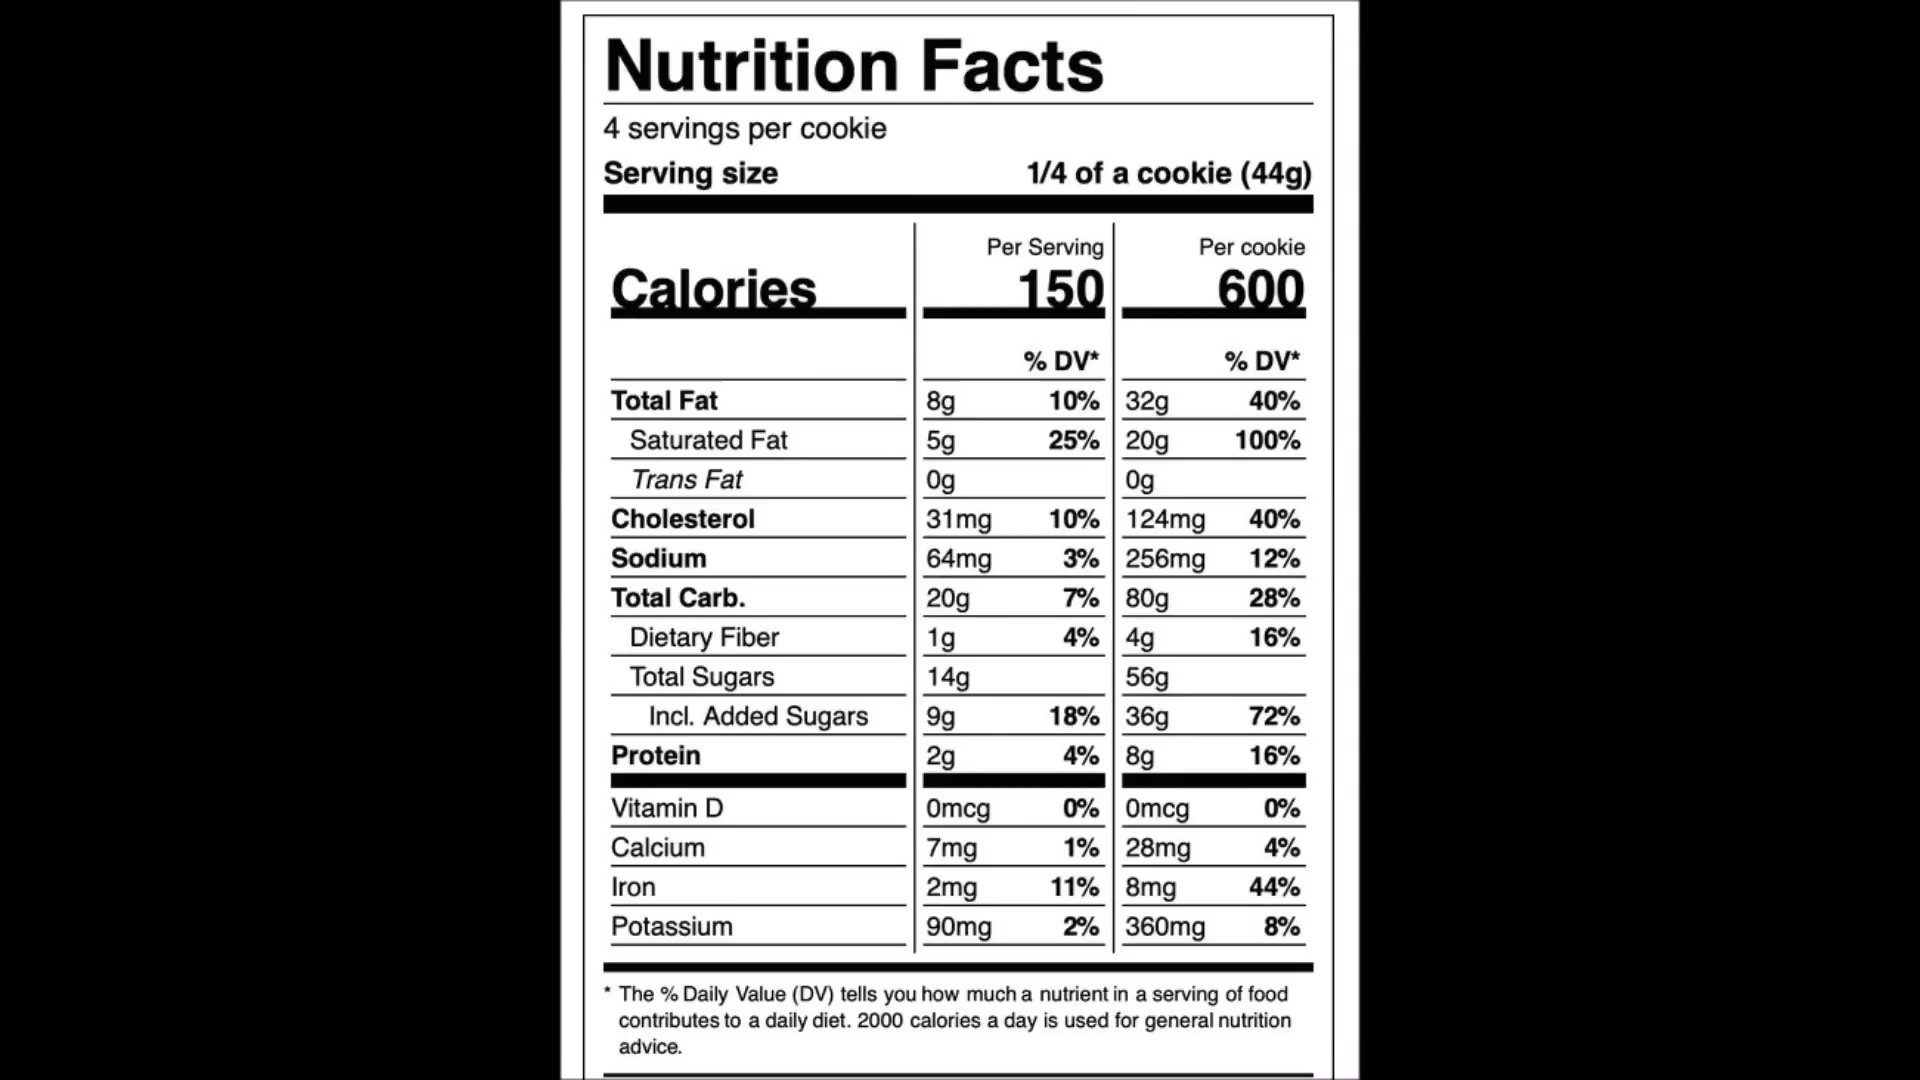 Nutrition Facts
4 servings per cookie
Serving size 1/4 of a cookie (44g)
Per Serving Per cookie
Calories 150 600
% DV* % DV*
Total Fat 8g 10% 32g 40%
Saturated Fat 5g 25% 20g 100%
Trans Fat 0g 0g
Cholesterol 31mg 10% 124mg 40%
Sodium 64mg 3% 256mg 12%
Total Carb. 20g 7% 80g 28%
Dietary Fiber 1g 4% 4g 16%
Total Sugars 14g 56g
Incl. Added Sugars 9g 18% 36g 72%
Protein 2g 4% 8g 16%
Vitamin D 0mcg 0% 0mcg 0%
Calcium 7mg 1% 28mg 4%
Iron 2mg 11% 8mg 44%
Potassium 90mg 2% 360mg 8%
* The % Daily Value (DV) tells you how much a nutrient in a serving of food
contributes to a daily diet. 2000 calories a day is used for general nutrition
advice.